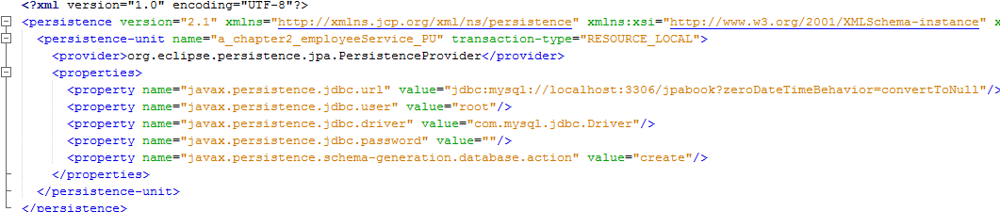 <?xml version="1.0" encoding="UTF-8"?>
<persistence version="2.1" xmlns="http://xmlns.jcp.org/xml/ns/persistence" xmlns:xsi="http://www.w3.org/2001/XMLSchema-instance" x
<persistence-unit name="a_chapter2_employeeService_PU" transaction-type="RESOURCE_LOCAL">
<provider>org.eclipse.persistence.jpa.PersistenceProvider</provider>
<properties>
<property name="javax.persistence.jdbc.url" value="jdbc:mysql://localhost:3306/jpabook?zeroDateTimeBehavior=convertToNull"/>
<property name="javax.persistence.jdbc.user" value="root"/>
<property name="javax.persistence.jdbc.driver" value="com.mysql.jdbc.Driver"/>
<property name="javax.persistence.jdbc.password" value=""/>
<property name="javax.persistence.schema-generation.database.action" value="create"/>
</properties>
</persistence-unit>
</persistence>